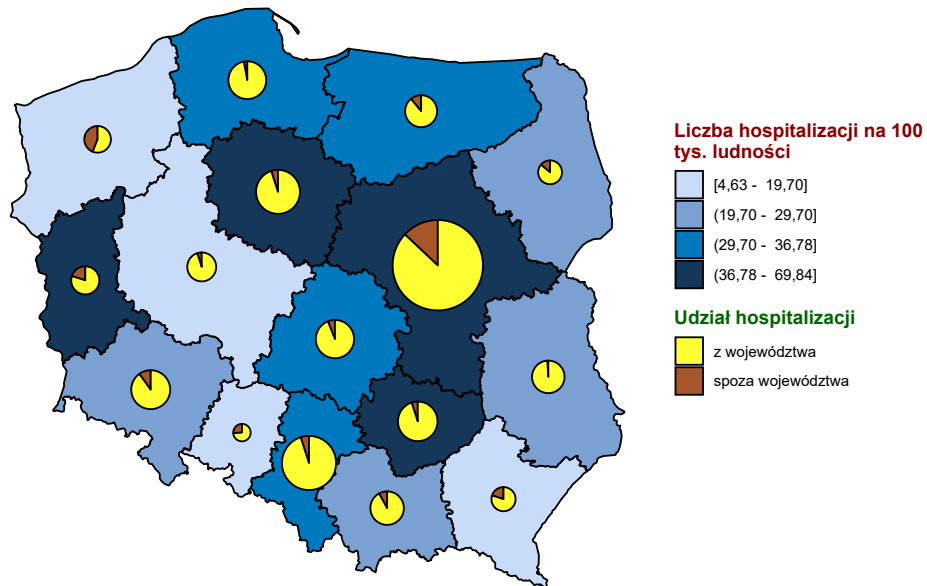 Liczba hospitalizacji na 100
tys. ludności
[4,63 - 19,70]
(19,70 - 29,70]
(29,70 - 36,78]
(36,78 - 69,84]
Udział hospitalizacji
z województwa
spoza województwa